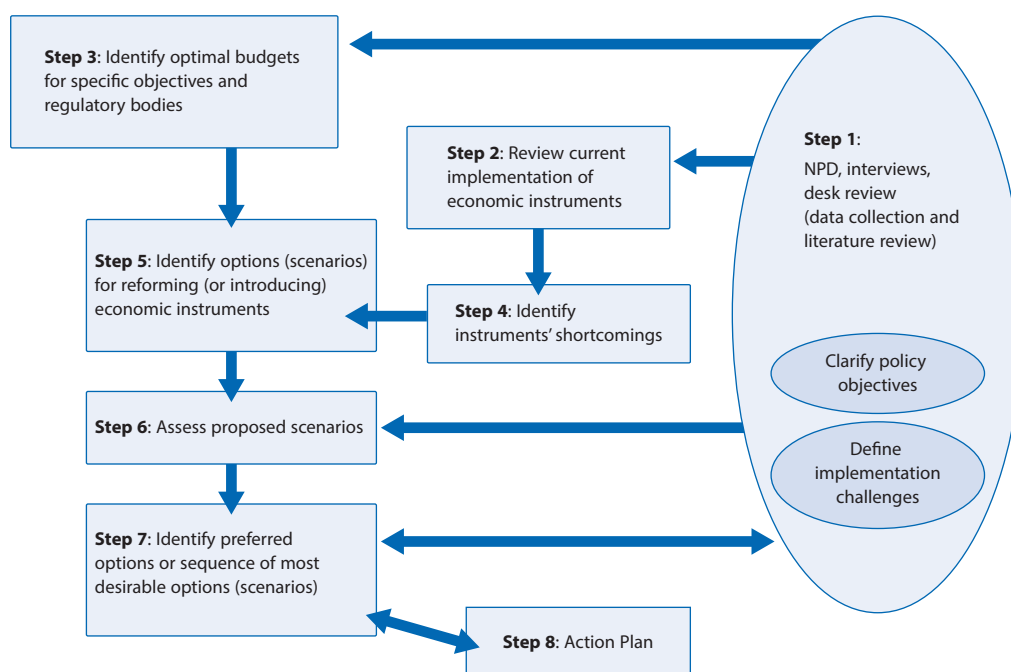 Step 3: Identify optimal budgets
for specific objectives and
regulatory bodies
Step 2: Review current
implementation of
economic instruments
Step 1:
NPD, interviews,
desk review
(data collection and
literature review)
Step 5: Identify options (scenarios)
for reforming (or introducing)
economic instruments
Step 4: Identify
instruments’ shortcomings
Clarify policy
objectives
Step 6: Assess proposed scenarios
Define
implementation
challenges
Step 7: Identify preferred
options or sequence of most
desirable options (scenarios)
Step 8: Action Plan